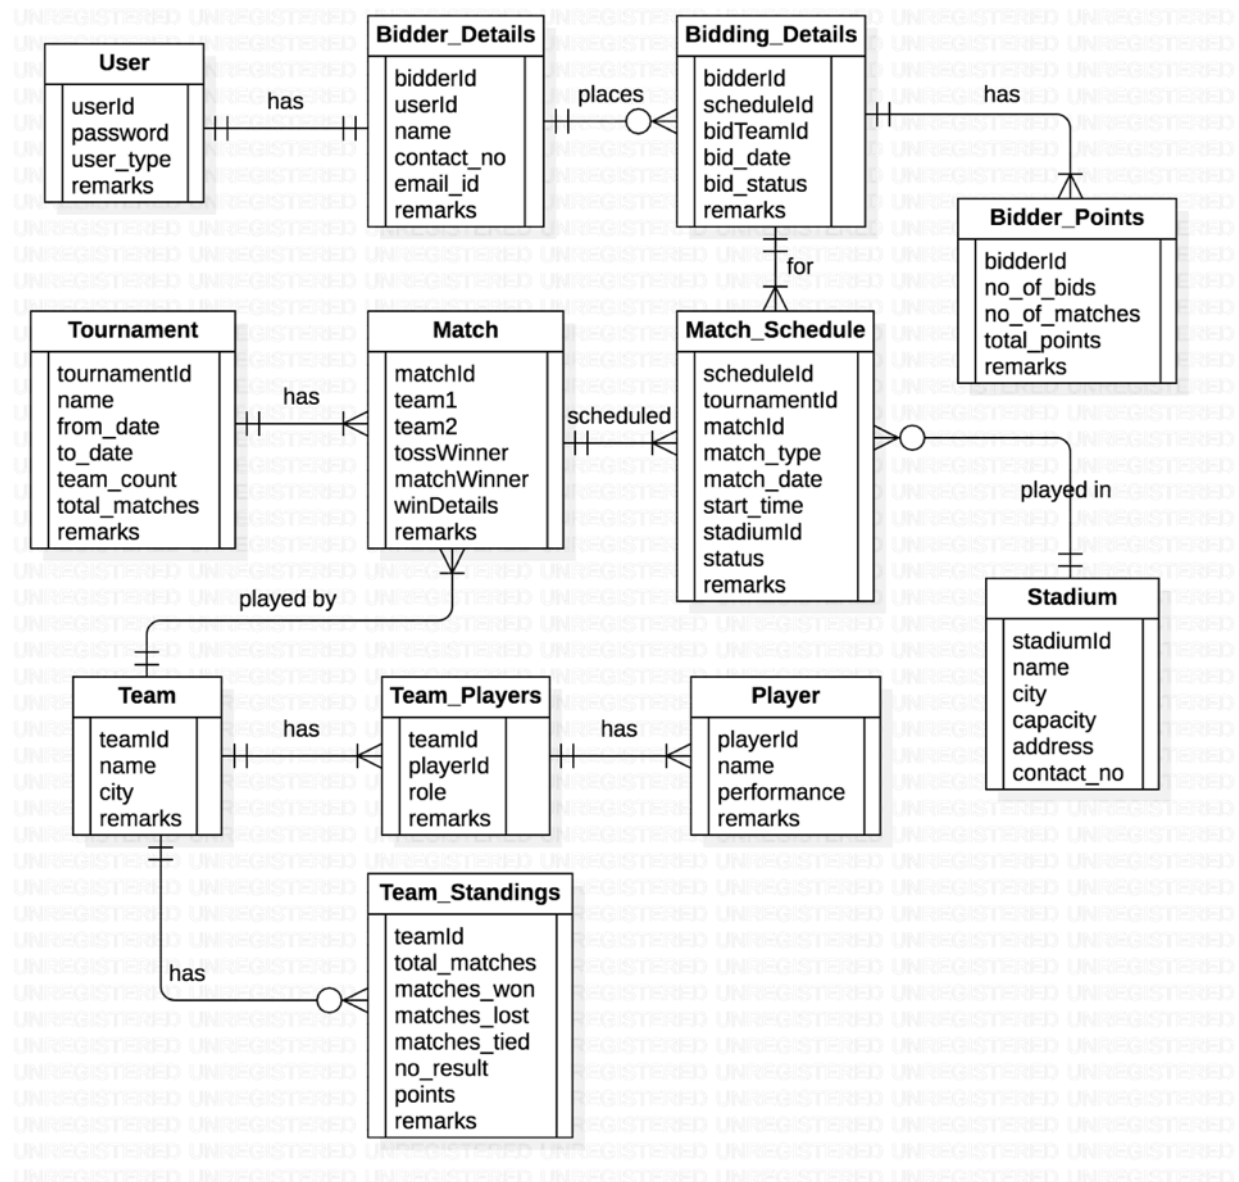 User
userId
password
user_type
remarks
has
Bidder_Details
bidderId
userId
name
contact_no
email_id
remarks
places
Bidding_Details
bidderId
scheduleId
bidTeamId
bid_date
bid_status
remarks
has
Bidder_Points
bidderId
no_of_bids
no_of_matches
total_points
remarks
for
Tournament
tournamentId
name
from_date
to_date
team_count
total_matches
remarks
has
Match
matchId
team1
team2
tossWinner
matchWinner
winDetails
remarks
scheduled
Match_Schedule
scheduleId
tournamentId
matchId
match_type
match_date
start_time
stadiumId
status
remarks
played in
Stadium
stadiumId
name
city
capacity
address
contact_no
played by
Team
teamId
name
city
remarks
has
Team_Players
teamId
playerId
role
remarks
has
Player
playerId
name
performance
remarks
has
Team_Standings
teamId
total_matches
matches_won
matches_lost
matches_tied
no_result
points
remarks
UNREGISTERED